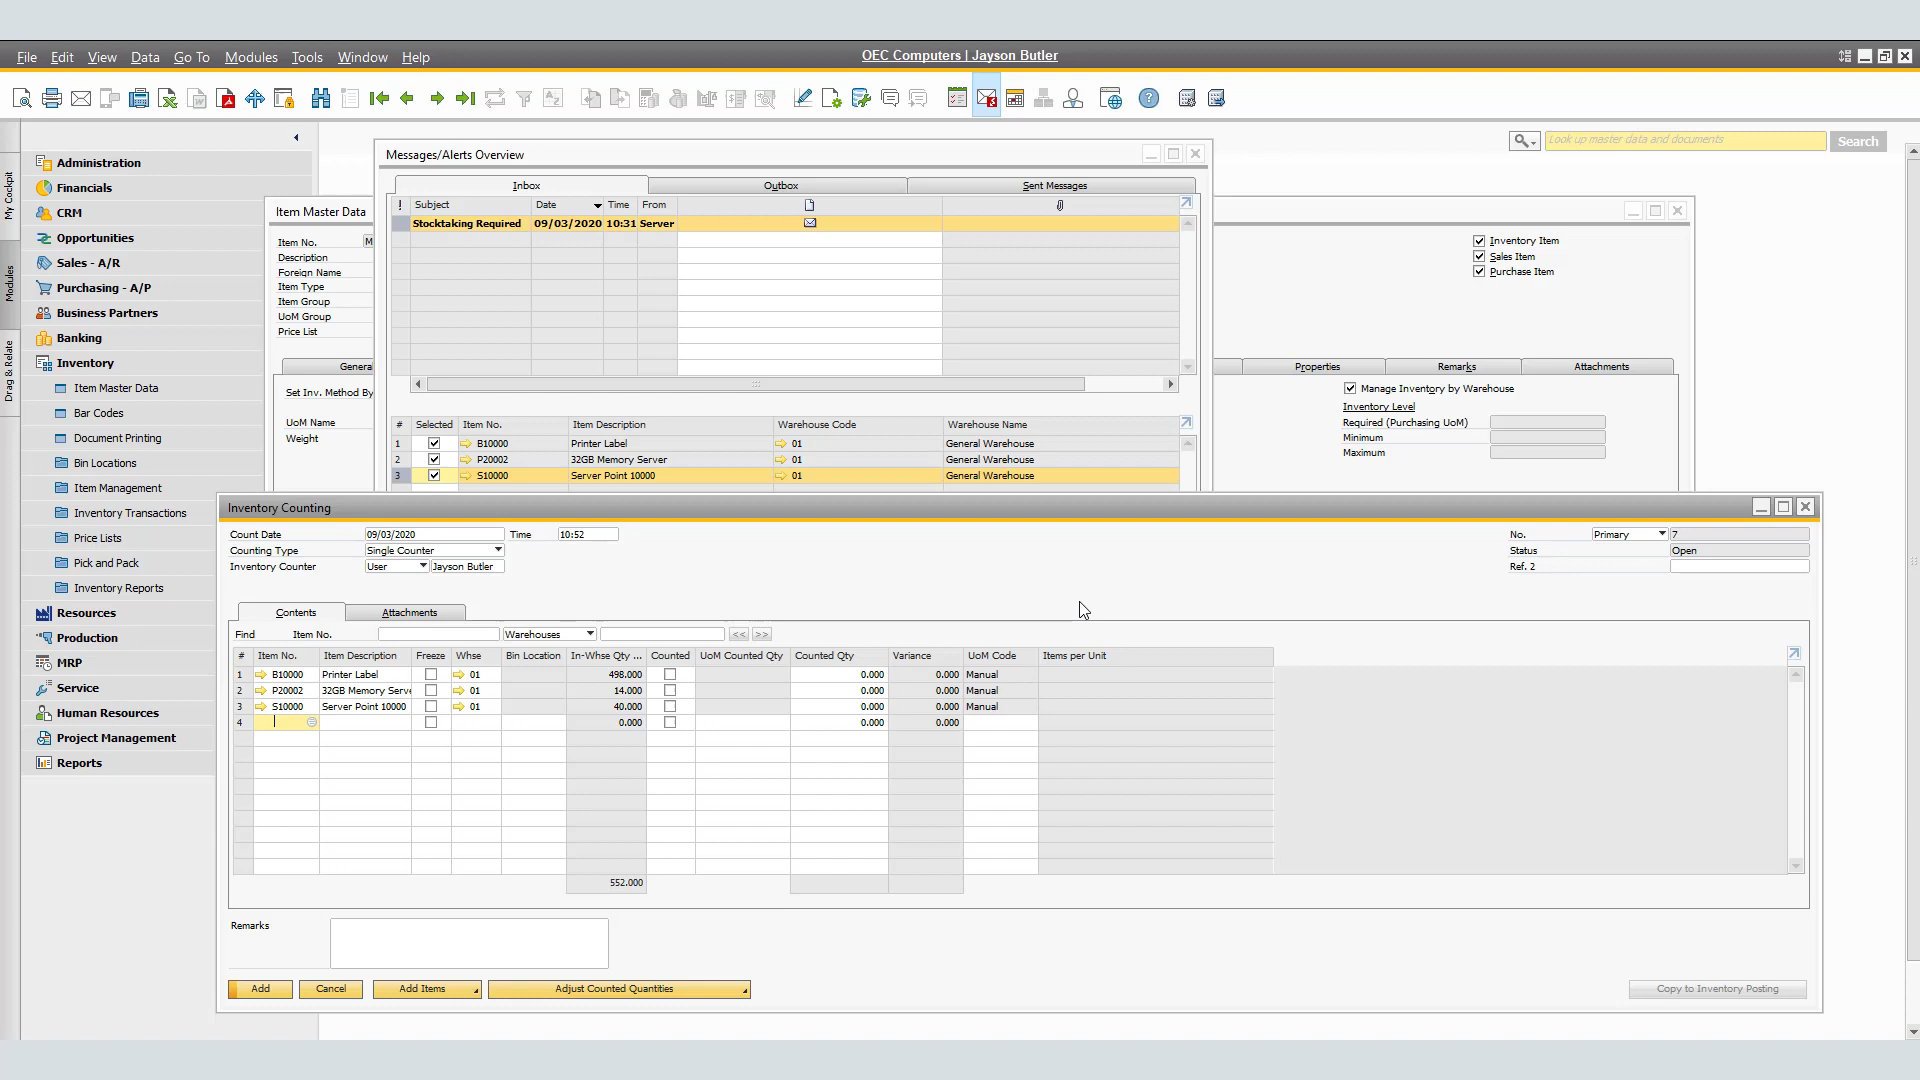 OEC Computers | Jayson Butler
File Edit View Data Go To Modules Tools Window Help
Look up master data and documents Search
My Cockpit
Modules
Drag & Relate
Administration
Financials
CRM
Opportunities
Sales - A/R
Purchasing - A/P
Business Partners
Banking
Inventory
Item Master Data
Bar Codes
Document Printing
Bin Locations
Item Management
Inventory Transactions
Price Lists
Pick and Pack
Inventory Reports
Resources
Production
MRP
Service
Human Resources
Project Management
Reports
Item Master Data
Item No. M
Description
Foreign Name
Item Type
Item Group
UoM Group
Price List
Inventory Item
Sales Item
Purchase Item
General
Properties Remarks Attachments
Set Inv. Method By
UoM Name
Weight
Manage Inventory by Warehouse
Inventory Level
Required (Purchasing UoM)
Minimum
Maximum
Messages/Alerts Overview
Inbox Outbox Sent Messages
! Subject Date Time From
Stocktaking Required 09/03/2020 10:31 Server
# Selected Item No. Item Description Warehouse Code Warehouse Name
1 B10000 Printer Label 01 General Warehouse
2 P20002 32GB Memory Server 01 General Warehouse
3 S10000 Server Point 10000 01 General Warehouse
Inventory Counting
Count Date 09/03/2020 Time 10:52
Counting Type Single Counter
Inventory Counter User Jayson Butler
No. Primary 7
Status Open
Ref. 2
Contents Attachments
Find Item No. Warehouses << >>
# Item No. Item Description Freeze Whse Bin Location In-Whse Qty ... Counted UoM Counted Qty Counted Qty Variance UoM Code Items per Unit
1 B10000 Printer Label 01 498.000 0.000 0.000 Manual
2 P20002 32GB Memory Serve 01 14.000 0.000 0.000 Manual
3 S10000 Server Point 10000 01 40.000 0.000 0.000 Manual
4 0.000 0.000 0.000
552.000
Remarks
Add Cancel Add Items Adjust Counted Quantities Copy to Inventory Posting